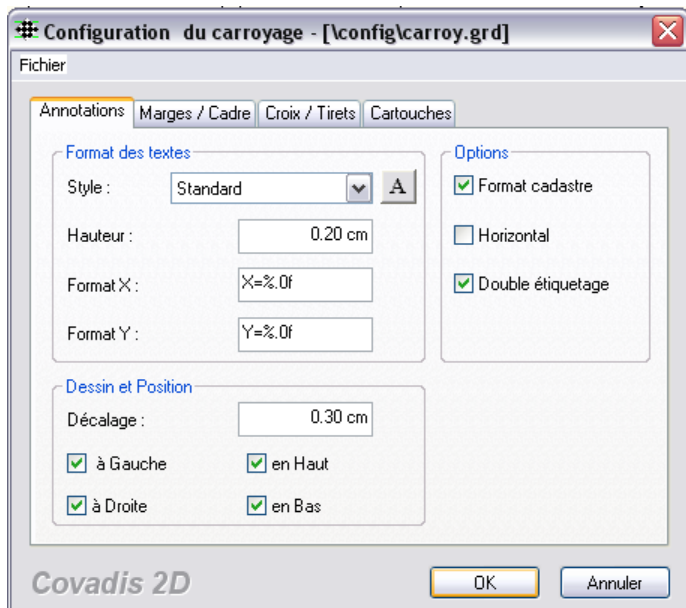 Configuration du carroyage - [\config\carroy.grd]
Fichier
Annotations Marges / Cadre Croix / Tirets Cartouches
Format des textes
Style : Standard A
Hauteur : 0.20 cm
Format X : X=%.0f
Format Y : Y=%.0f
Options
Format cadastre
Horizontal
Double étiquetage
Dessin et Position
Décalage : 0.30 cm
à Gauche en Haut
à Droite en Bas
Covadis 2D OK Annuler